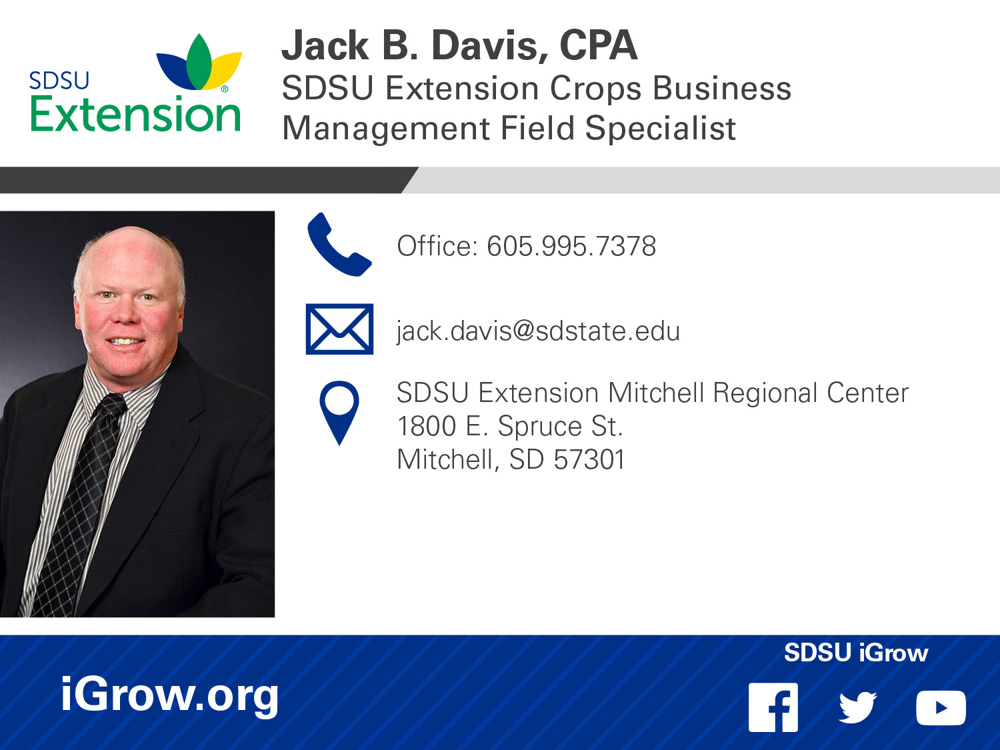 SDSU
Extension
®
Jack B. Davis, CPA
SDSU Extension Crops Business
Management Field Specialist
Office: 605.995.7378
jack.davis@sdstate.edu
SDSU Extension Mitchell Regional Center
1800 E. Spruce St.
Mitchell, SD 57301
iGrow.org
SDSU iGrow